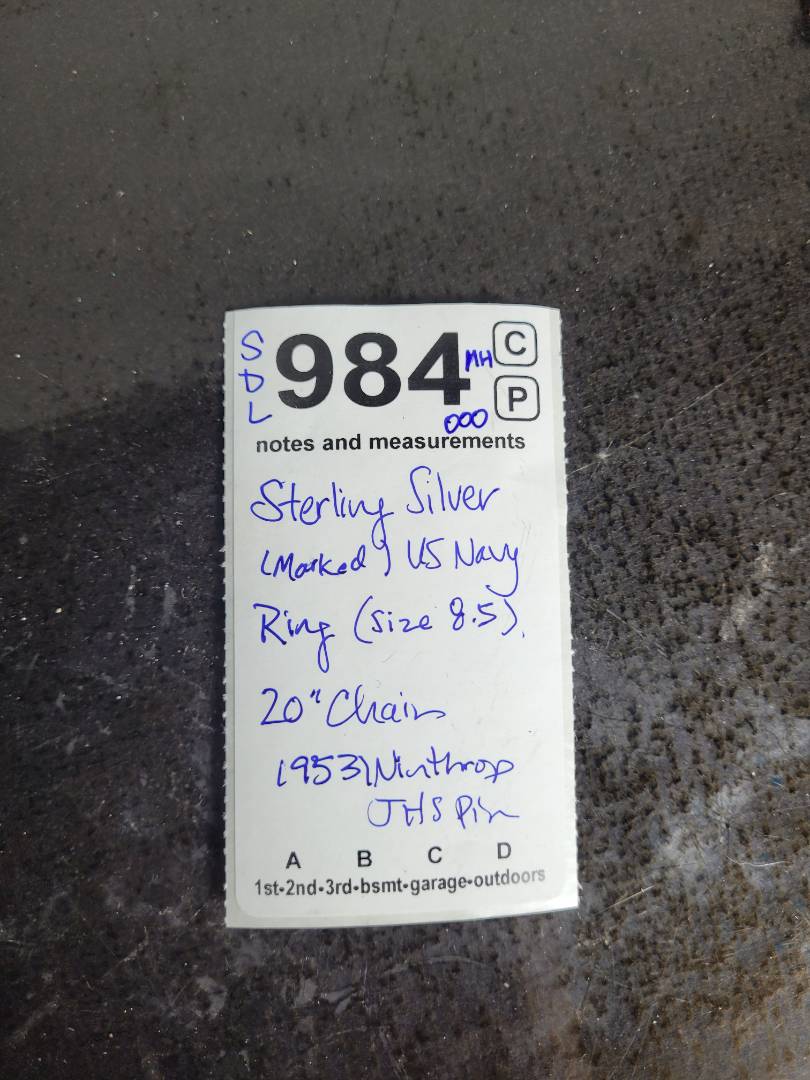 SDL 984 MH C
000 P
notes and measurements
Sterling Silver
(Marked) US Navy
Ring (Size 8.5).
20" Chain
1953 Winthrop
JHS Pin
A B C D
1st-2nd-3rd-bsmt-garage-outdoors